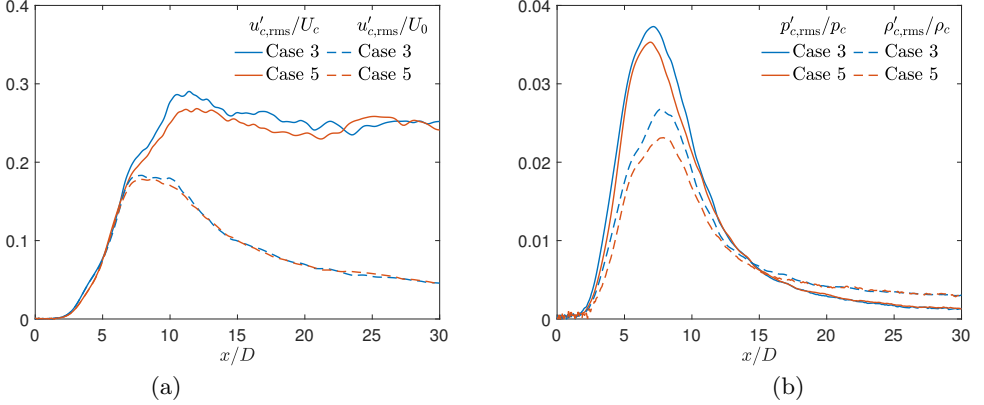 0.4
0.3
0.2
0.1
0
0 5 10 15 20 25 30
x/D
u′c,rms/Uc u′c,rms/U0
Case 3 Case 3
Case 5 Case 5
(a)
0.04
0.03
0.02
0.01
0
0 5 10 15 20 25 30
x/D
p′c,rms/pc ρ′c,rms/ρc
Case 3 Case 3
Case 5 Case 5
(b)